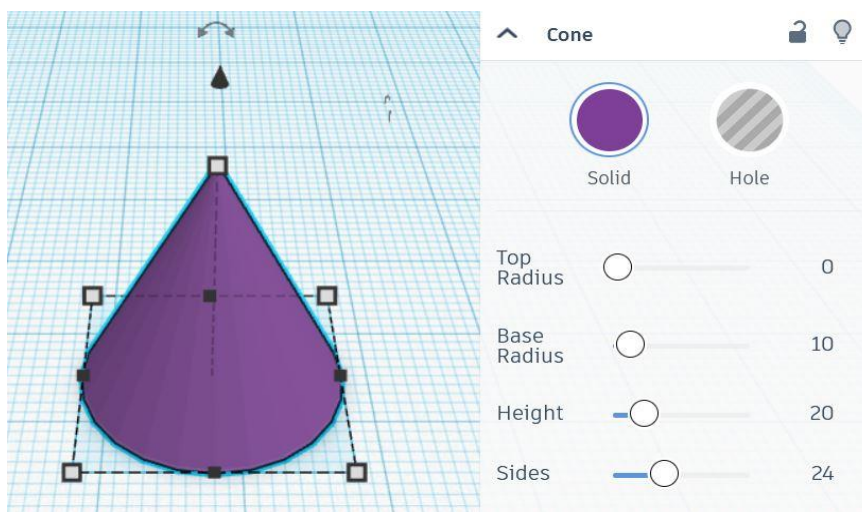 Cone
Solid
Hole
Top
Radius
0
Base
Radius
10
Height
20
Sides
24